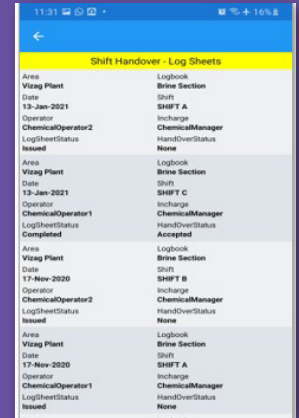 11:31 16%
Shift Handover - Log Sheets
Area Logbook
Vizag Plant Brine Section
Date Shift
13-Jan-2021 SHIFT A
Operator Incharge
ChemicalOperator2 ChemicalManager
LogSheetStatus HandOverStatus
Issued None
Area Logbook
Vizag Plant Brine Section
Date Shift
13-Jan-2021 SHIFT C
Operator Incharge
ChemicalOperator1 ChemicalManager
LogSheetStatus HandOverStatus
Completed Accepted
Area Logbook
Vizag Plant Brine Section
Date Shift
17-Nov-2020 SHIFT B
Operator Incharge
ChemicalOperator2 ChemicalManager
LogSheetStatus HandOverStatus
Issued None
Area Logbook
Vizag Plant Brine Section
Date Shift
17-Nov-2020 SHIFT A
Operator Incharge
ChemicalOperator1 ChemicalManager
LogSheetStatus HandOverStatus
Issued None